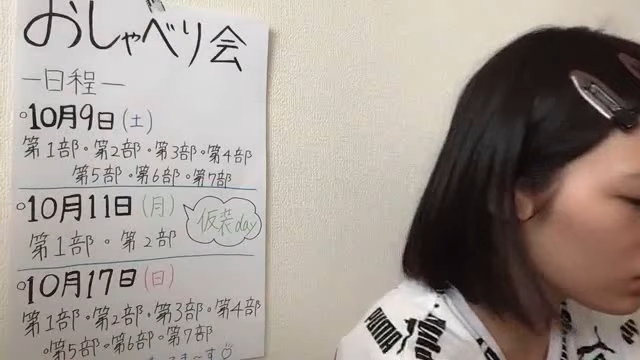 おしゃべり会
―日程―
○10月9日(土)
第1部。第2部。第3部。第4部
第5部。第6部。第7部
○10月11日(月)
仮装day
第1部。第2部
○10月17日(日)
第1部。第2部。第3部。第4部
。第5部。第6部。第7部
PUMA